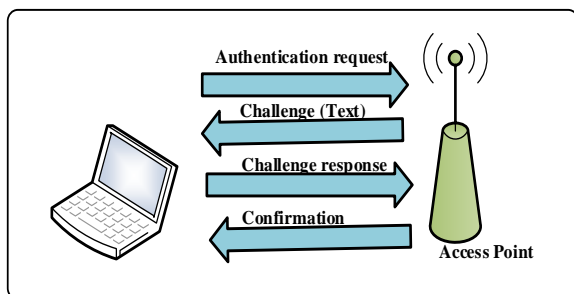 Authentication request
Challenge (Text)
Challenge response
Confirmation
Access Point